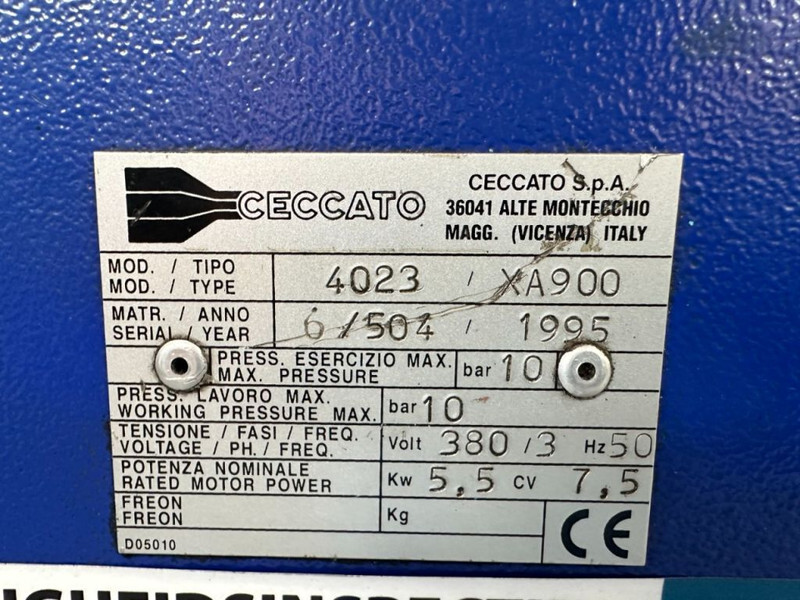 CECCATO
CECCATO S.p.A.
36041 ALTE MONTECCHIO
MAGG. (VICENZA) ITALY
MOD. / TIPO
MOD. / TYPE
4023 / XA900
MATR. / ANNO
SERIAL / YEAR
6/504 / 1995
PRESS. ESERCIZIO MAX.
MAX. PRESSURE
bar 10
PRESS. LAVORO MAX.
WORKING PRESSURE MAX.
bar 10
TENSIONE / FASI / FREQ.
VOLTAGE / PH. / FREQ.
Volt 380 / 3 Hz 50
POTENZA NOMINALE
RATED MOTOR POWER
Kw 5,5 CV 7,5
FREON
FREON
Kg
D05010
CE